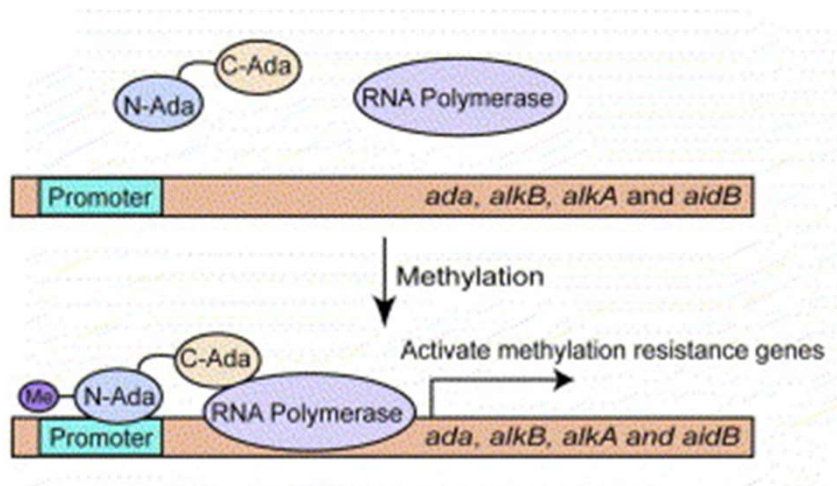 C-Ada
N-Ada
RNA Polymerase
Promoter
ada, alkB, alkA and aidB
Methylation
Activate methylation resistance genes
C-Ada
Me
N-Ada
RNA Polymerase
Promoter
ada, alkB, alkA and aidB